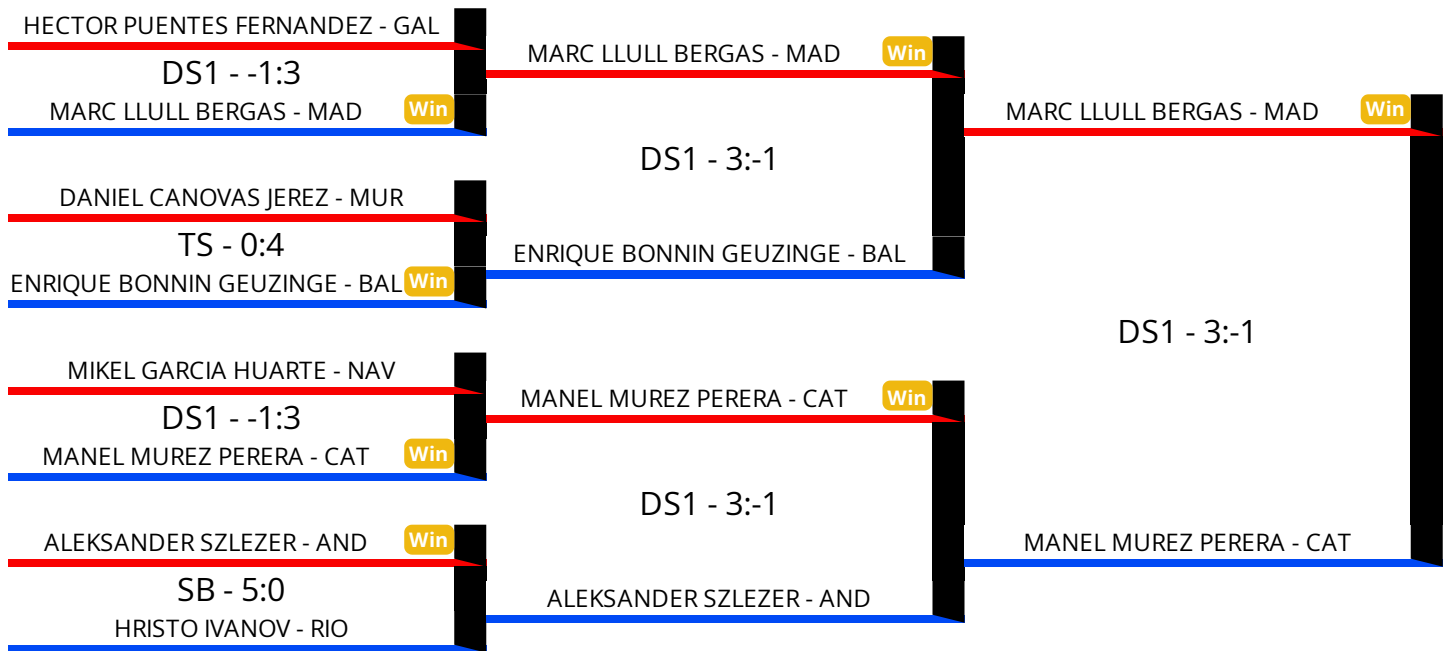 HECTOR PUENTES FERNANDEZ - GAL
DS1 - -1:3
MARC LLULL BERGAS - MAD Win
DANIEL CANOVAS JEREZ - MUR
TS - 0:4
ENRIQUE BONNIN GEUZINGE - BAL Win
MIKEL GARCIA HUARTE - NAV
DS1 - -1:3
MANEL MUREZ PERERA - CAT Win
ALEKSANDER SZLEZER - AND Win
SB - 5:0
HRISTO IVANOV - RIO
MARC LLULL BERGAS - MAD Win
DS1 - 3:-1
ENRIQUE BONNIN GEUZINGE - BAL
MANEL MUREZ PERERA - CAT Win
DS1 - 3:-1
ALEKSANDER SZLEZER - AND
MARC LLULL BERGAS - MAD Win
DS1 - 3:-1
MANEL MUREZ PERERA - CAT